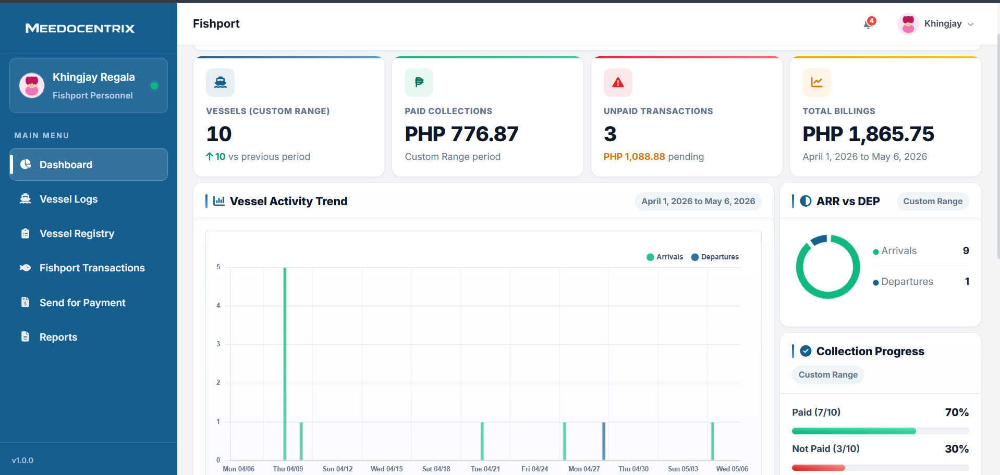 MEEDOCENTRIX
Khingjay Regala
Fishport Personnel
MAIN MENU
Dashboard
Vessel Logs
Vessel Registry
Fishport Transactions
Send for Payment
Reports
v1.0.0
Fishport
4
Khingjay
VESSELS (CUSTOM RANGE)
10
↑10 vs previous period
PAID COLLECTIONS
PHP 776.87
Custom Range period
UNPAID TRANSACTIONS
3
PHP 1,088.88 pending
TOTAL BILLINGS
PHP 1,865.75
April 1, 2026 to May 6, 2026
Vessel Activity Trend
April 1, 2026 to May 6, 2026
Arrivals Departures
5
4
3
2
1
0
Mon 04/06 Thu 04/09 Sun 04/12 Wed 04/15 Sat 04/18 Tue 04/21 Fri 04/24 Mon 04/27 Thu 04/30 Sun 05/03 Wed 05/06
ARR vs DEP
Custom Range
Arrivals 9
Departures 1
Collection Progress
Custom Range
Paid (7/10) 70%
Not Paid (3/10) 30%